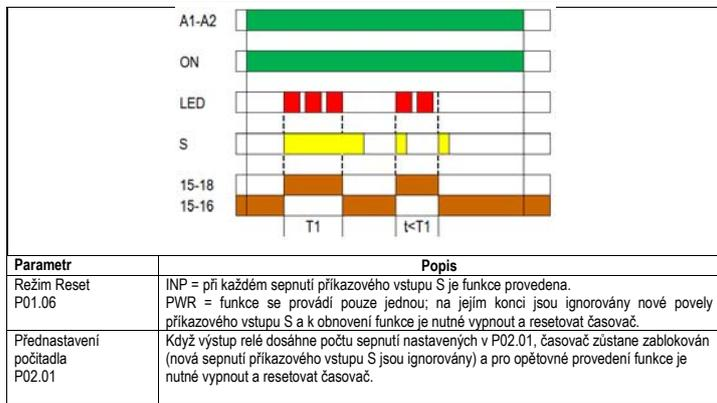 A1-A2
ON
LED
S
15-18
15-16
T1 t<T1
Parametr Popis
Režim Reset
P01.06
INP = při každém sepnutí příkazového vstupu S je funkce provedena.
PWR = funkce se provádí pouze jednou; na jejím konci jsou ignorovány nové povely
příkazového vstupu S a k obnovení funkce je nutné vypnout a resetovat časovač.
Přednastavení
počitadla
P02.01
Když výstup relé dosáhne počtu sepnutí nastavených v P02.01, časovač zůstane zablokován
(nová sepnutí příkazového vstupu S jsou ignorovány) a pro opětovné provedení funkce je
nutné vypnout a resetovat časovač.